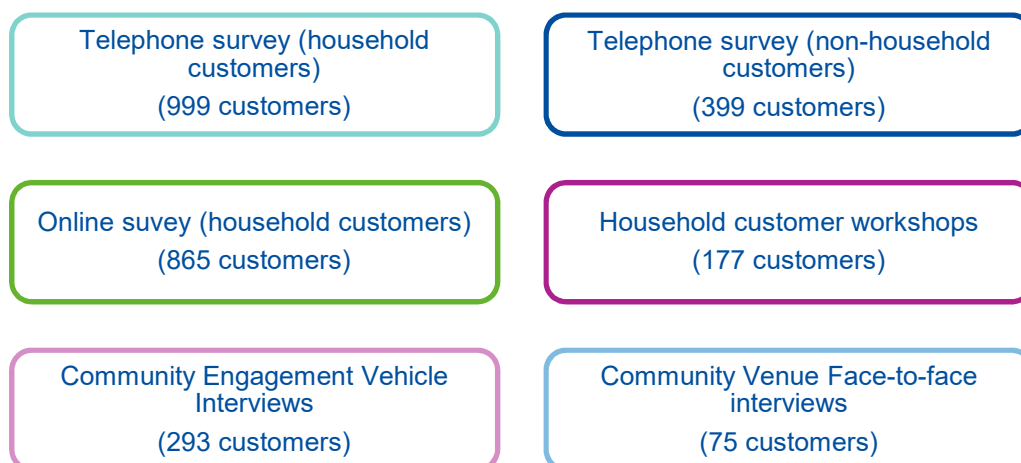 Telephone survey (household
customers)
(999 customers)
Telephone survey (non-household
customers)
(399 customers)
Online suvey (household customers)
(865 customers)
Household customer workshops
(177 customers)
Community Engagement Vehicle
Interviews
(293 customers)
Community Venue Face-to-face
interviews
(75 customers)